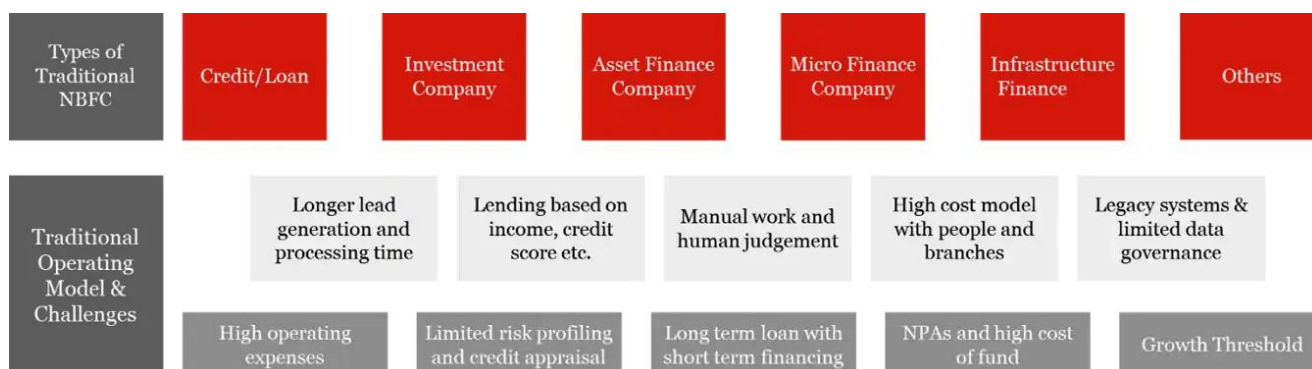 Types of
Traditional
NBFC
Credit/Loan
Investment
Company
Asset Finance
Company
Micro Finance
Company
Infrastructure
Finance
Others
Traditional
Operating
Model &
Challenges
Longer lead
generation and
processing time
Lending based on
income, credit
score etc.
Manual work and
human judgement
High cost model
with people and
branches
Legacy systems &
limited data
governance
High operating
expenses
Limited risk profiling
and credit appraisal
Long term loan with
short term financing
NPAs and high cost
of fund
Growth Threshold